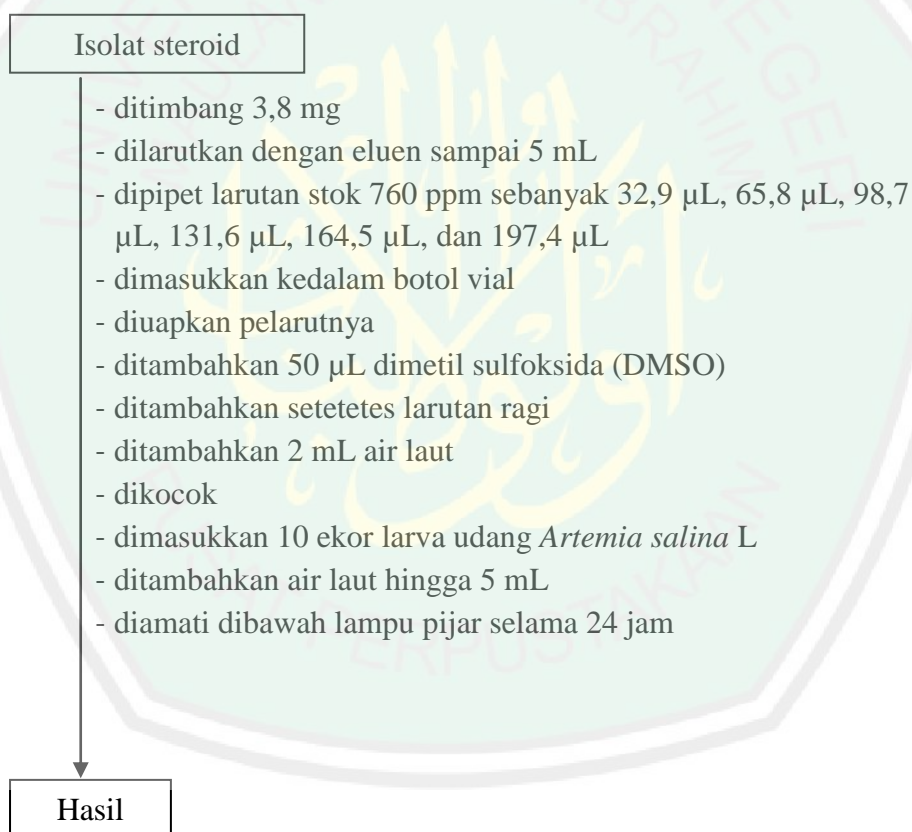 Isolat steroid
- ditimbang 3,8 mg
- dilarutkan dengan eluen sampai 5 mL
- dipipet larutan stok 760 ppm sebanyak 32,9 µL, 65,8 µL, 98,7
µL, 131,6 µL, 164,5 µL, dan 197,4 µL
- dimasukkan kedalam botol vial
- diuapkan pelarutnya
- ditambahkan 50 µL dimetil sulfoksida (DMSO)
- ditambahkan setetetes larutan ragi
- ditambahkan 2 mL air laut
- dikocok
- dimasukkan 10 ekor larva udang Artemia salina L
- ditambahkan air laut hingga 5 mL
- diamati dibawah lampu pijar selama 24 jam
Hasil